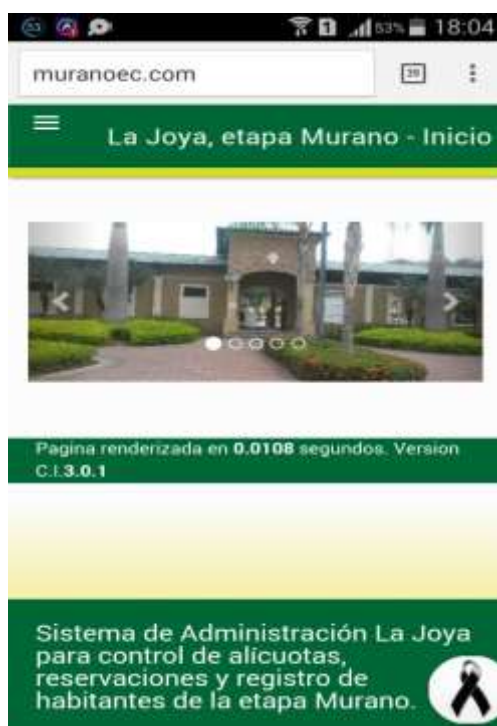 53% 18:04
muranoec.com
La Joya, etapa Murano - Inicio
Pagina renderizada en 0.0108 segundos. Version
C.I.3.0.1
Sistema de Administración La Joya
para control de alícuotas,
reservaciones y registro de
habitantes de la etapa Murano.